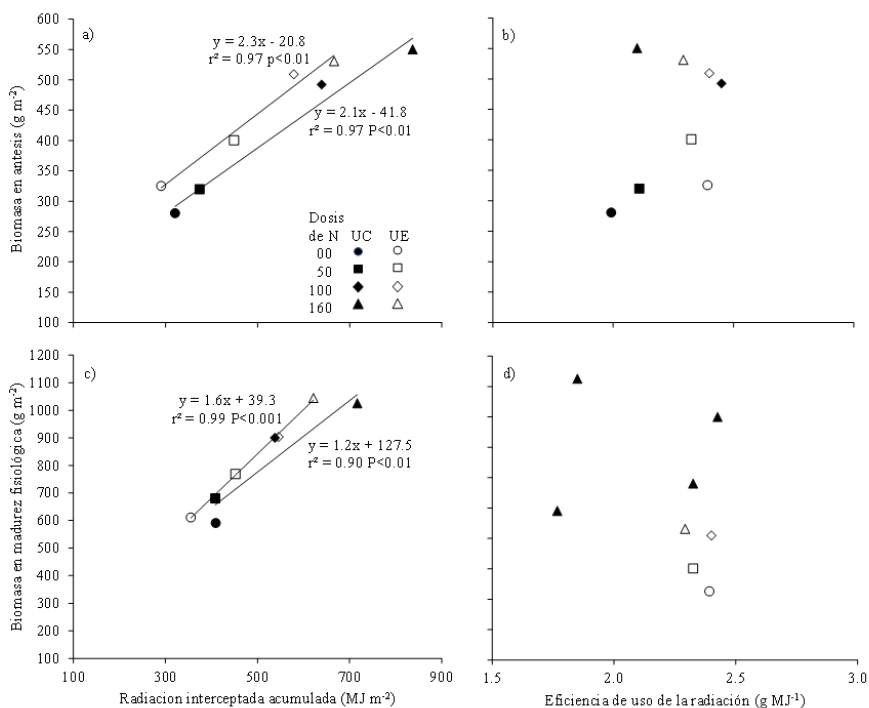 600
550
500
450
400
350
300
250
200
150
100
Biomasa en antesis (g m⁻²)
a)
y = 2.3x - 20.8
r² = 0.97 p<0.01
y = 2.1x - 41.8
r² = 0.97 P<0.01
Dosis
de N UC UE
00
50
100
160
b)
1200
1100
1000
900
800
700
600
500
400
300
200
100
Biomasa en madurez fisiológica (g m⁻²)
c)
y = 1.6x + 39.3
r² = 0.99 P<0.001
y = 1.2x + 127.5
r² = 0.90 P<0.01
100 300 500 700 900
Radiacion interceptada acumulada (MJ m⁻²)
d)
1.5 2.0 2.5 3.0
Eficiencia de uso de la radiación (g MJ⁻¹)